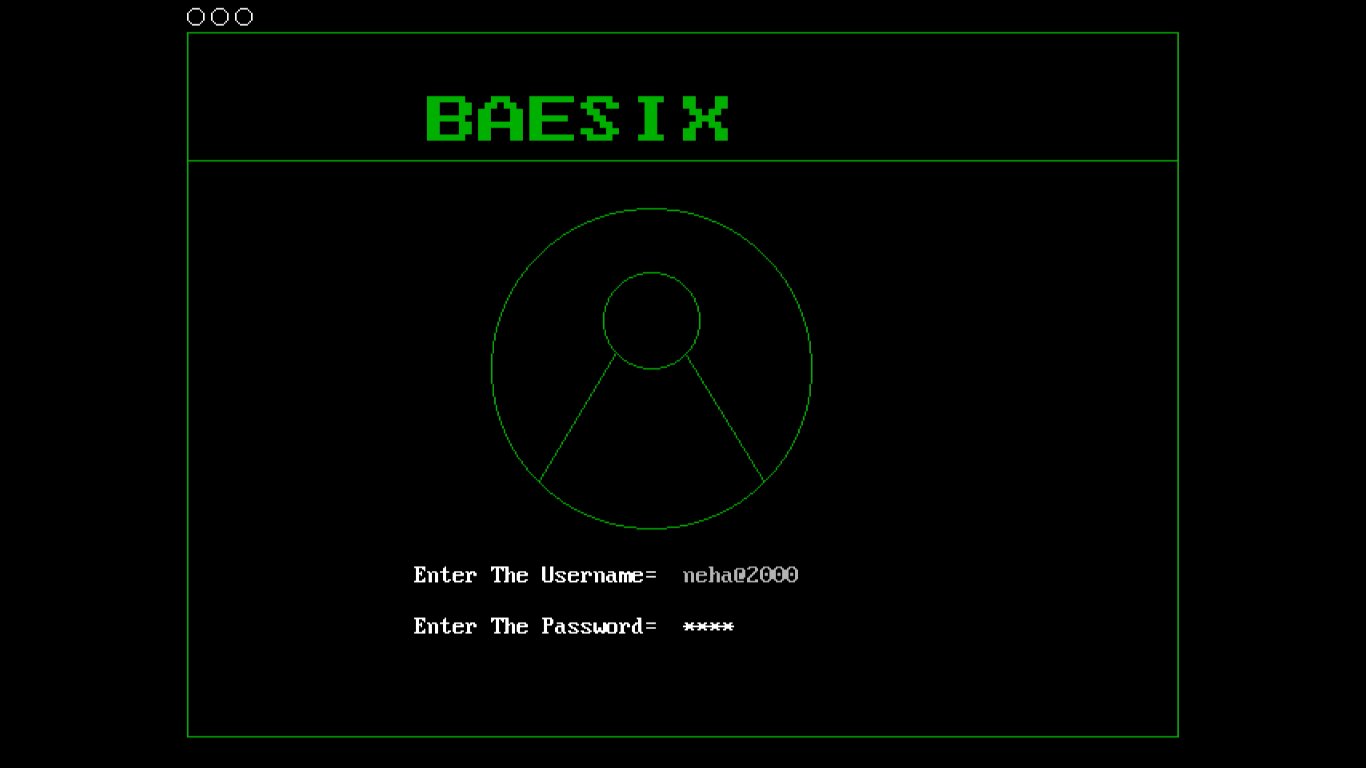 BAESIX
Enter The Username= neha@2000
Enter The Password= ****